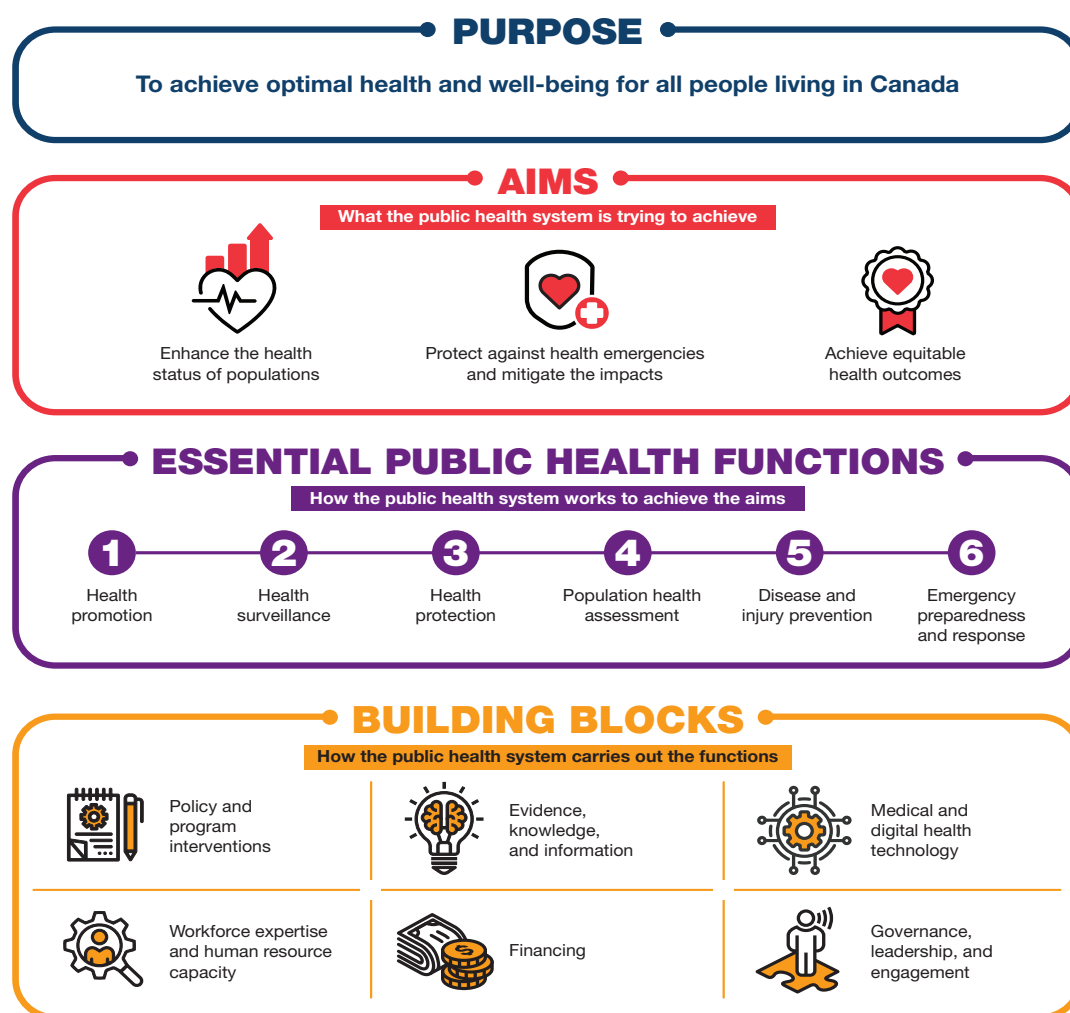 PURPOSE
To achieve optimal health and well-being for all people living in Canada
AIMS
What the public health system is trying to achieve
Enhance the health
status of populations
Protect against health emergencies
and mitigate the impacts
Achieve equitable
health outcomes
ESSENTIAL PUBLIC HEALTH FUNCTIONS
How the public health system works to achieve the aims
1
Health
promotion
2
Health
surveillance
3
Health
protection
4
Population health
assessment
5
Disease and
injury prevention
6
Emergency
preparedness
and response
BUILDING BLOCKS
How the public health system carries out the functions
Policy and
program
interventions
Evidence,
knowledge,
and information
Medical and
digital health
technology
Workforce expertise
and human resource
capacity
$
Financing
Governance,
leadership, and
engagement